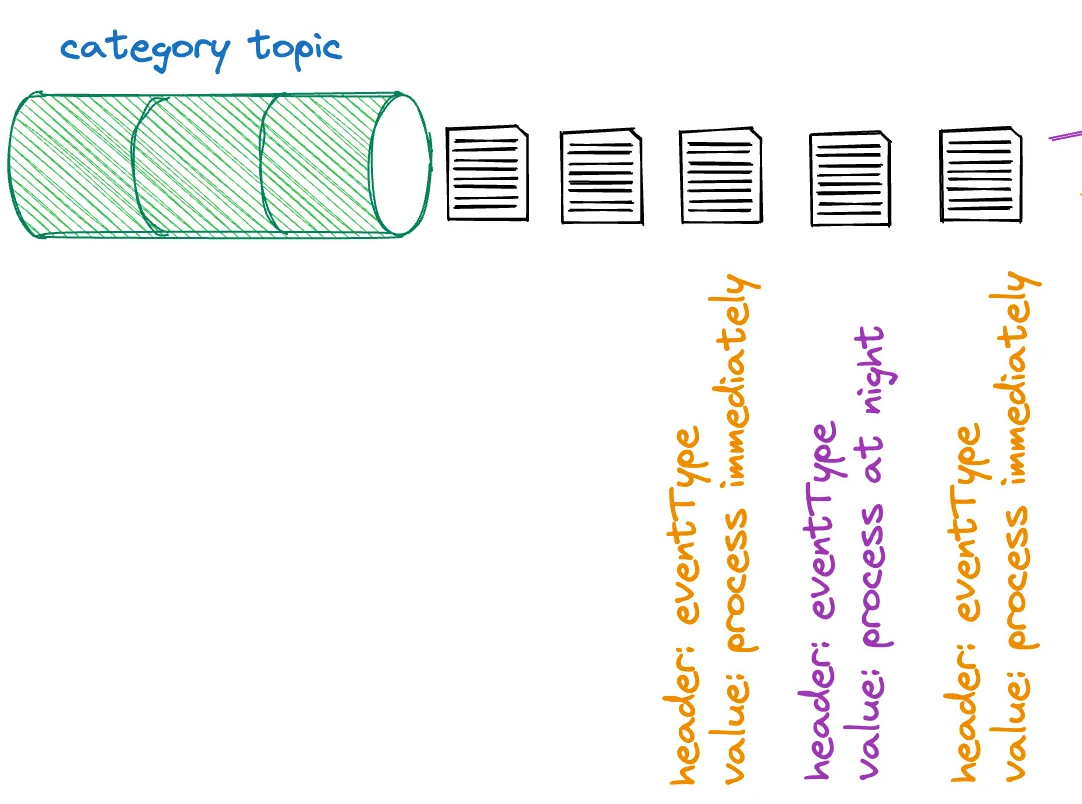 category topic
header: eventType
value: process immediately
header: eventType
value: process at night
header: eventType
value: process immediately